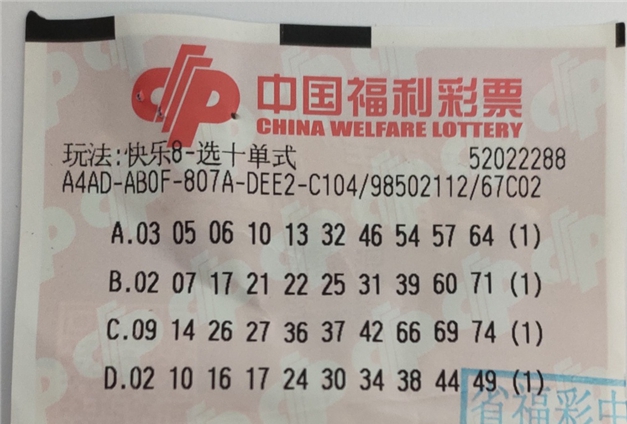 中国福利彩票
CHINA WELFARE LOTTERY
玩法:快乐8-选十单式 52022288
A4AD-AB0F-807A-DEE2-C104/98502112/67C02
A.03 05 06 10 13 32 46 54 57 64 (1)
B.02 07 17 21 22 25 31 39 60 71 (1)
C.09 14 26 27 36 37 42 66 69 74 (1)
D.02 10 16 17 24 30 34 38 44 49 (1)
省福彩中